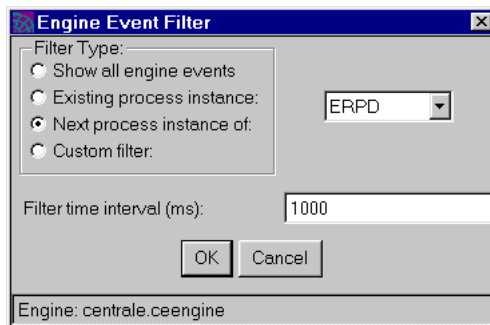 Engine Event Filter
Filter Type:
Show all engine events
Existing process instance:
Next process instance of:
ERPD
Custom filter:
Filter time interval (ms):
1000
OK
Cancel
Engine: centrale.ceengine